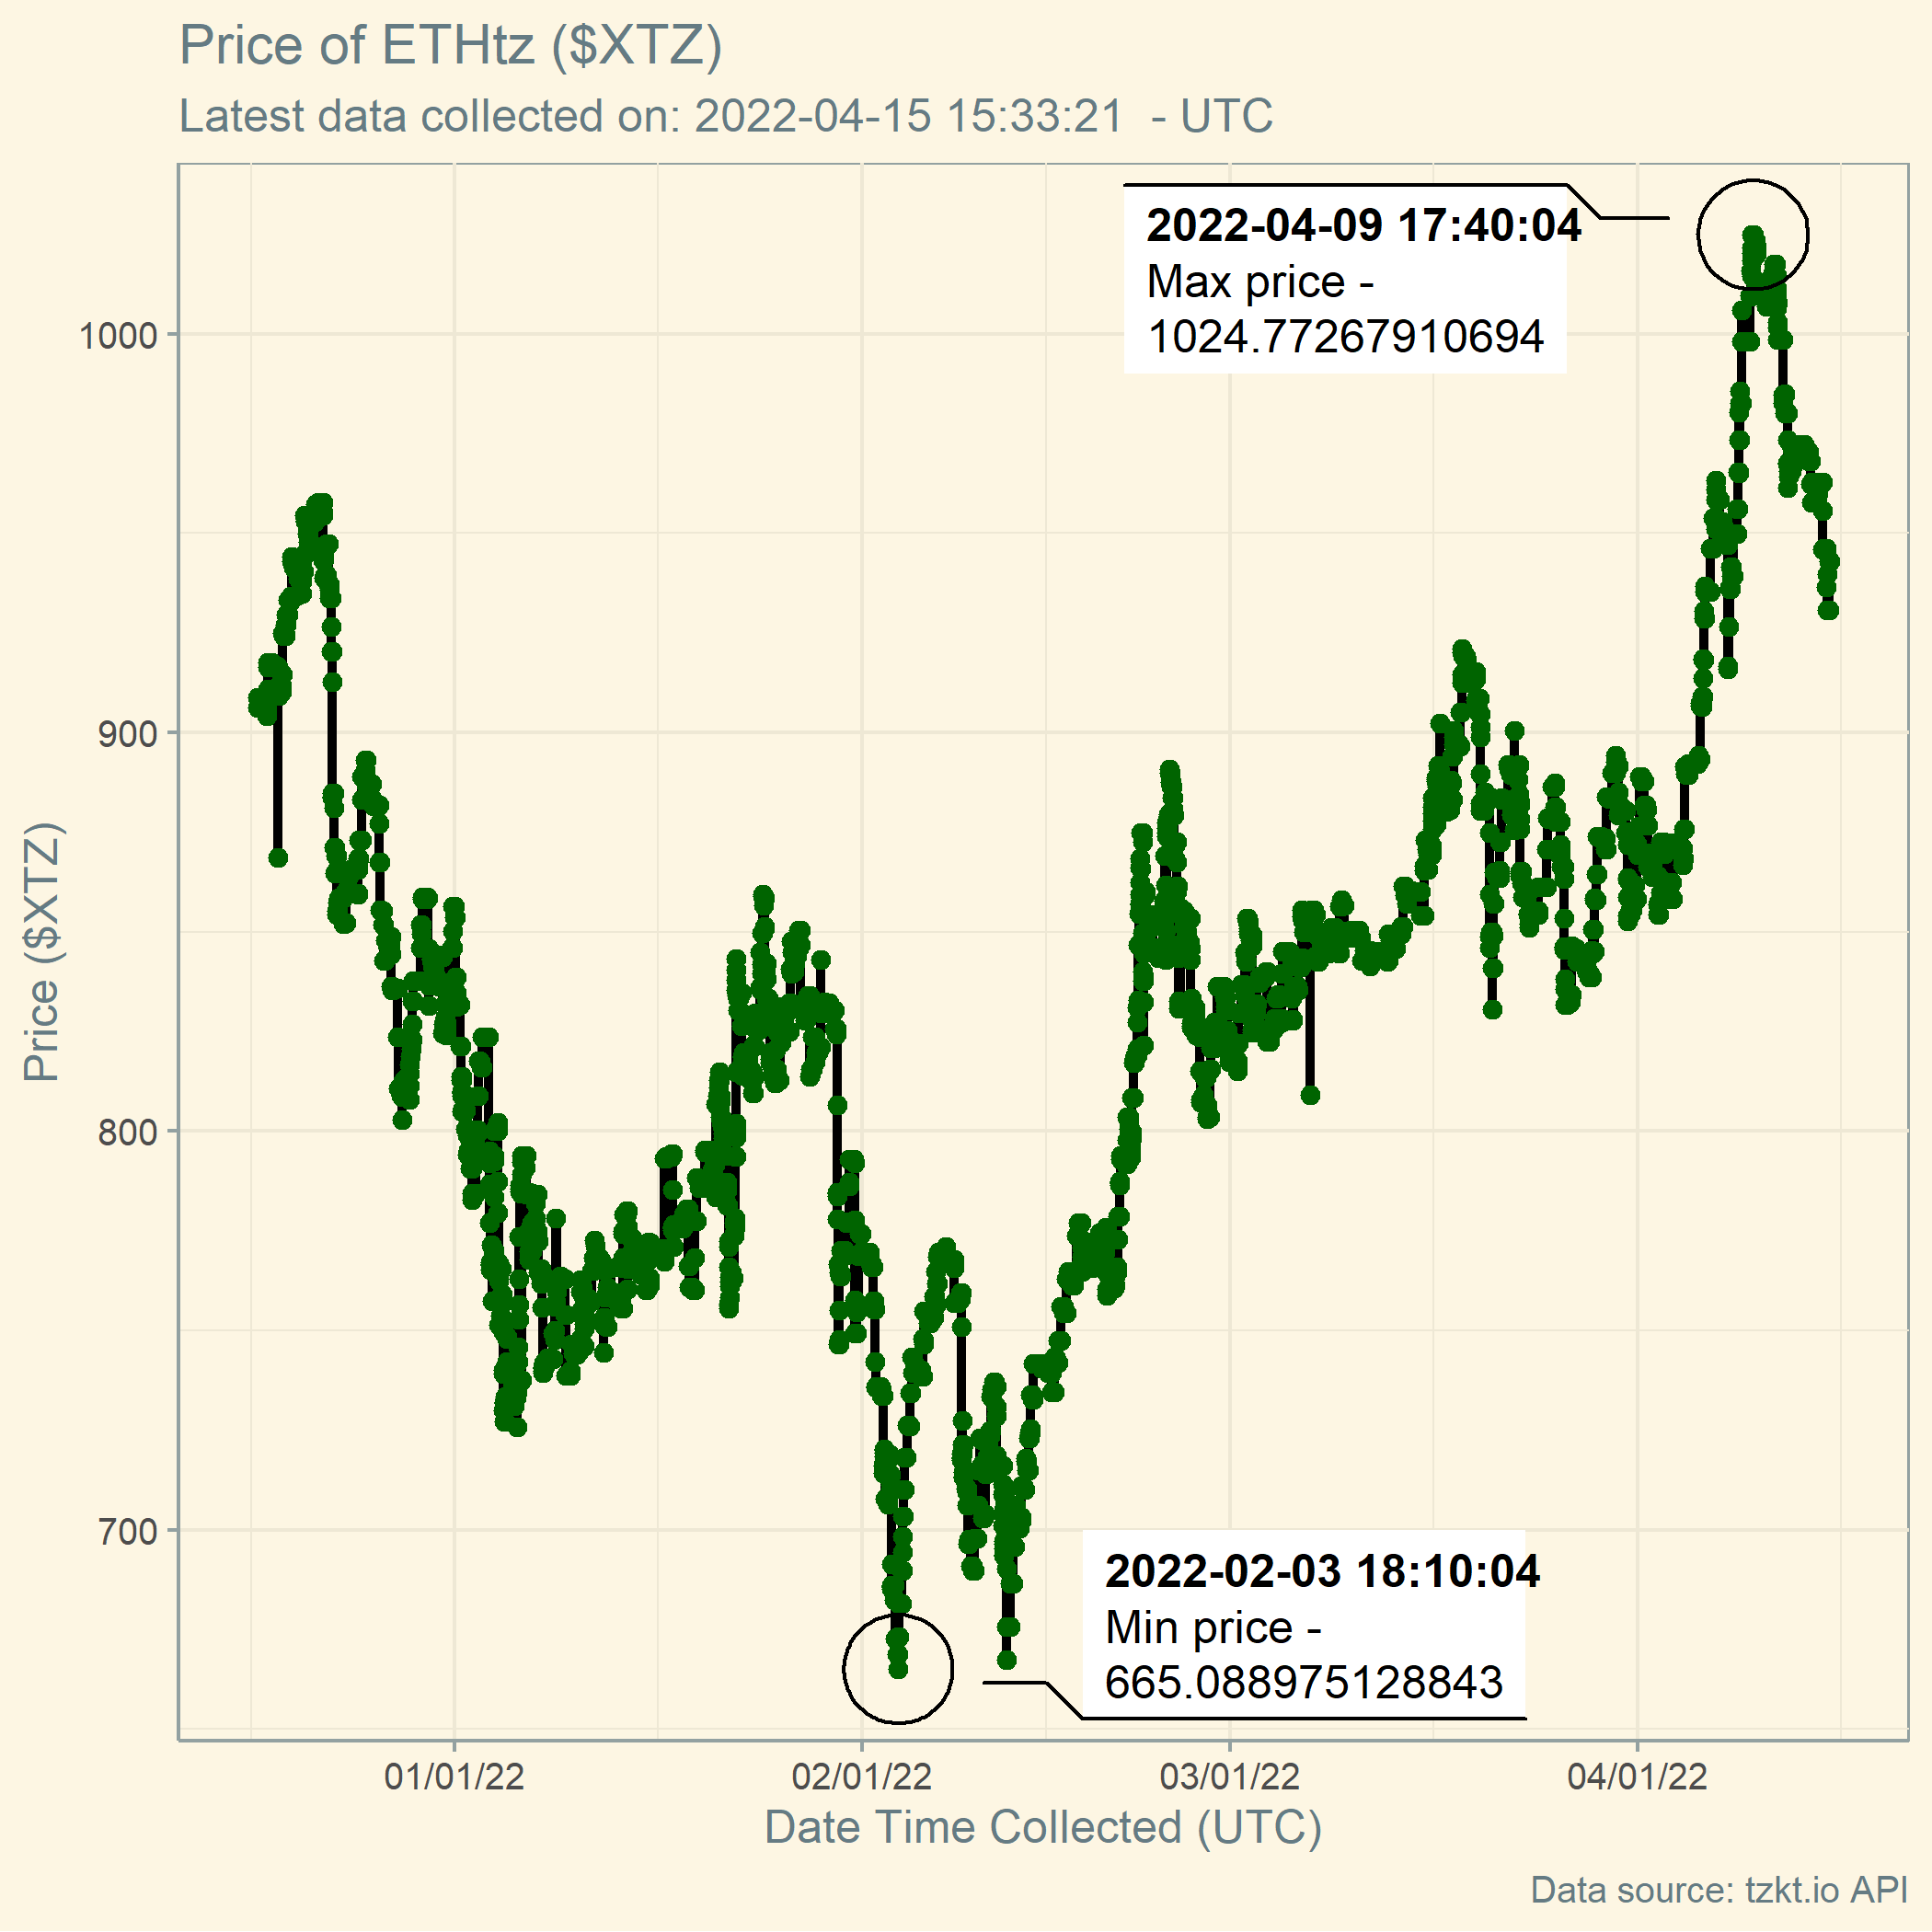 Price of ETHtz ($XTZ)
Latest data collected on: 2022-04-15 15:33:21  - UTC
2022-04-09 17:40:04
Max price -
1024.77267910694
1000
900
800
700
Price ($XTZ)
2022-02-03 18:10:04
Min price -
665.088975128843
01/01/22
02/01/22
03/01/22
04/01/22
Date Time Collected (UTC)
Data source: tzkt.io API